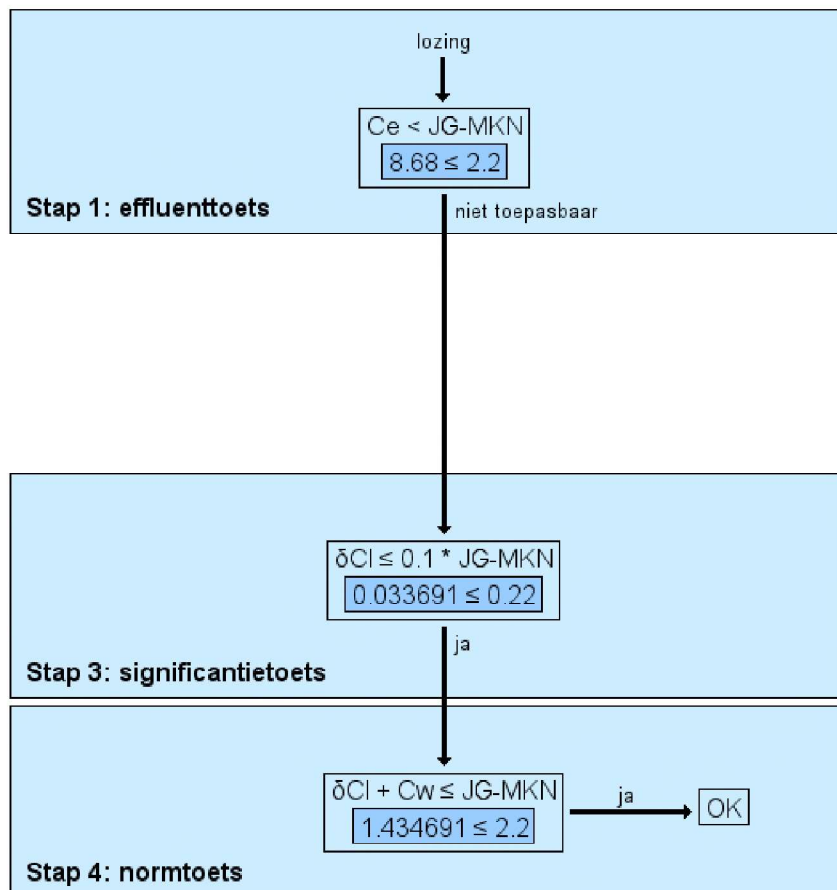 lozing
Ce < JG-MKN
8.68 ≤ 2.2
Stap 1: effluenttoets
niet toepasbaar
δCl ≤ 0.1 * JG-MKN
0.033691 ≤ 0.22
ja
Stap 3: significantietoets
δCl + Cw ≤ JG-MKN
1.434691 ≤ 2.2
ja
OK
Stap 4: normtoets